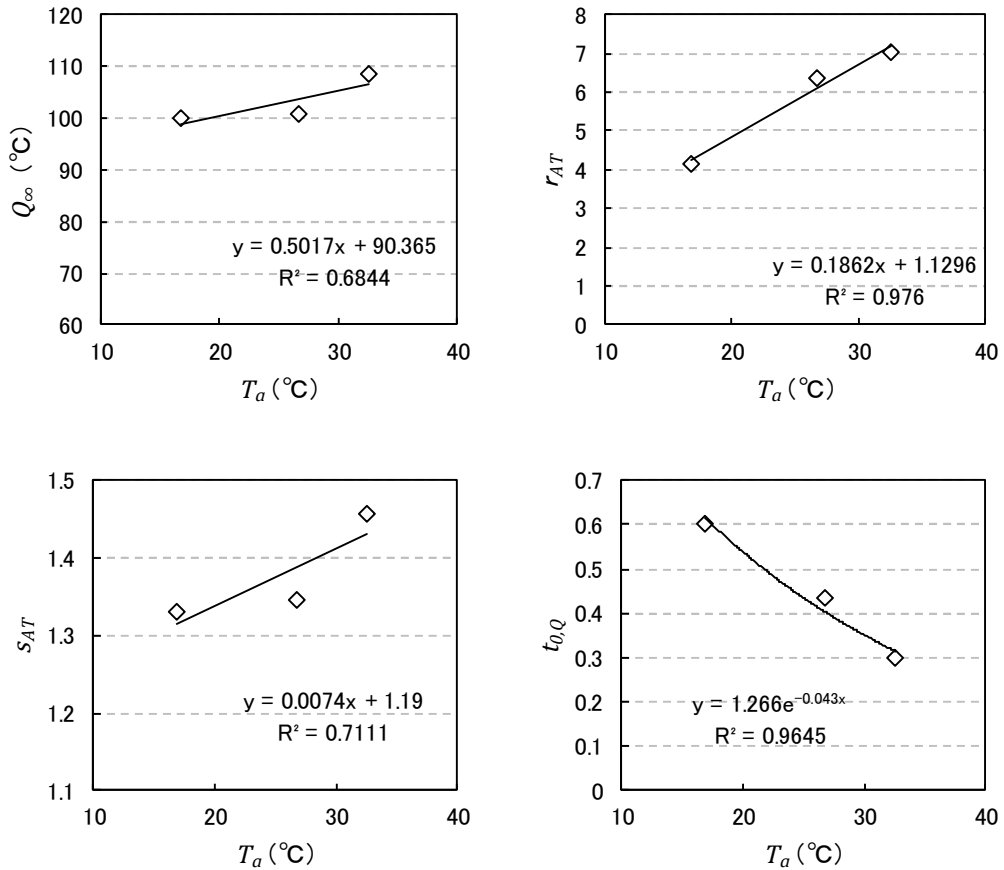 120
110
100
90
80
70
60
Q∞ (℃)
y = 0.5017x + 90.365
R² = 0.6844
10 20 30 40
Ta (℃)
8
7
6
5
4
3
2
1
0
rAT
y = 0.1862x + 1.1296
R² = 0.976
10 20 30 40
Ta (℃)
1.5
1.4
1.3
1.2
1.1
sAT
y = 0.0074x + 1.19
R² = 0.7111
10 20 30 40
Ta (℃)
0.7
0.6
0.5
0.4
0.3
0.2
0.1
0
t0,Q
y = 1.266e−0.043x
R² = 0.9645
10 20 30 40
Ta (℃)